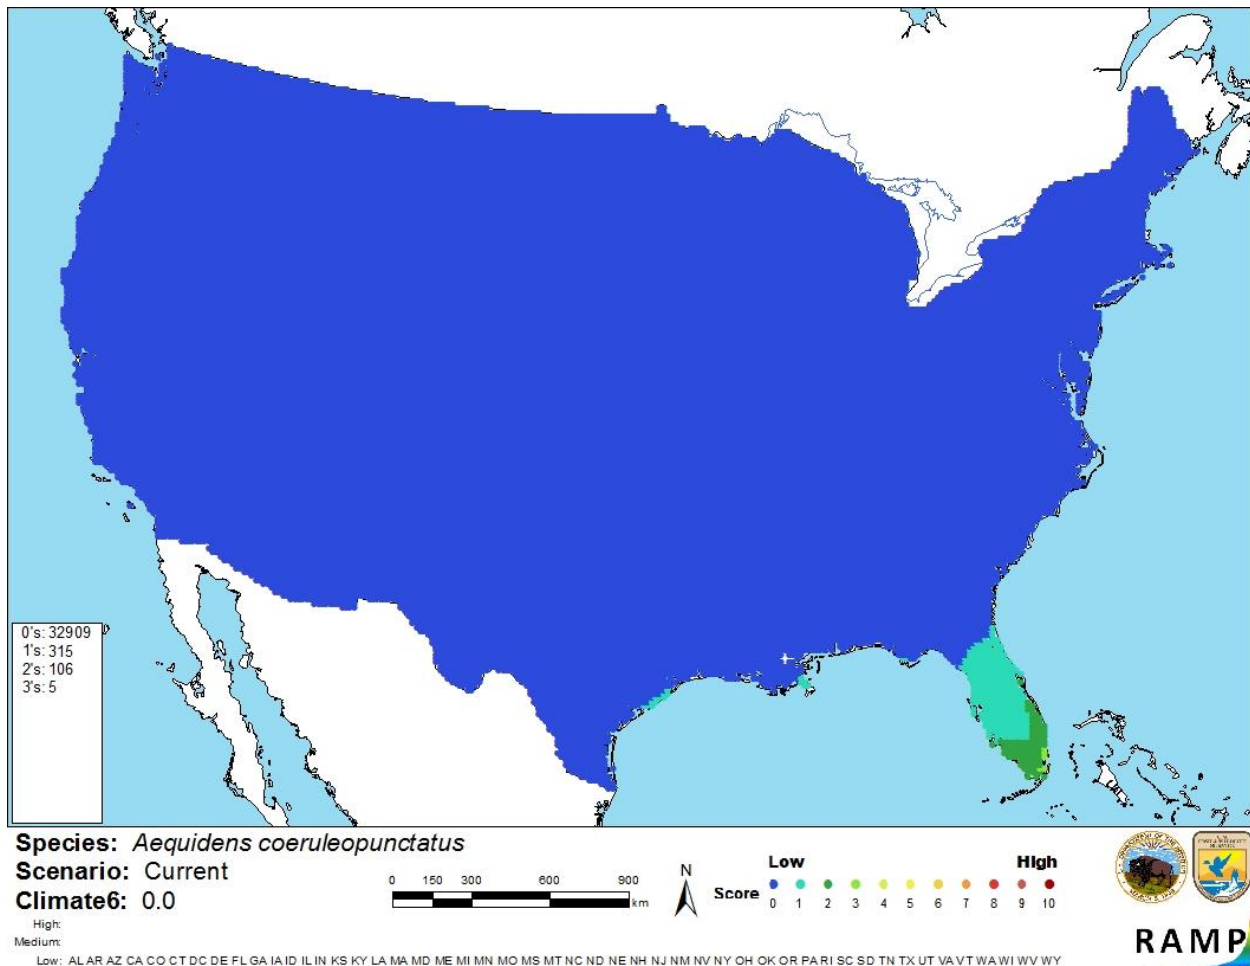 0's: 32909
1's: 315
2's: 106
3's: 5
Species: Aequidens coeruleopunctatus
Scenario: Current
Climate6: 0.0
High:
Medium:
Low: AL AR AZ CA CO CT DC DE FL GA IA ID IL IN KS KY LA MA MD ME MI MN MO MS MT NC ND NE NH NJ NM NV NY OH OK OR PA RI SC SD TN TX UT VA VT WA WI WV WY
0 150 300 600 900
km
N
Low High
Score
0 1 2 3 4 5 6 7 8 9 10
RAMP